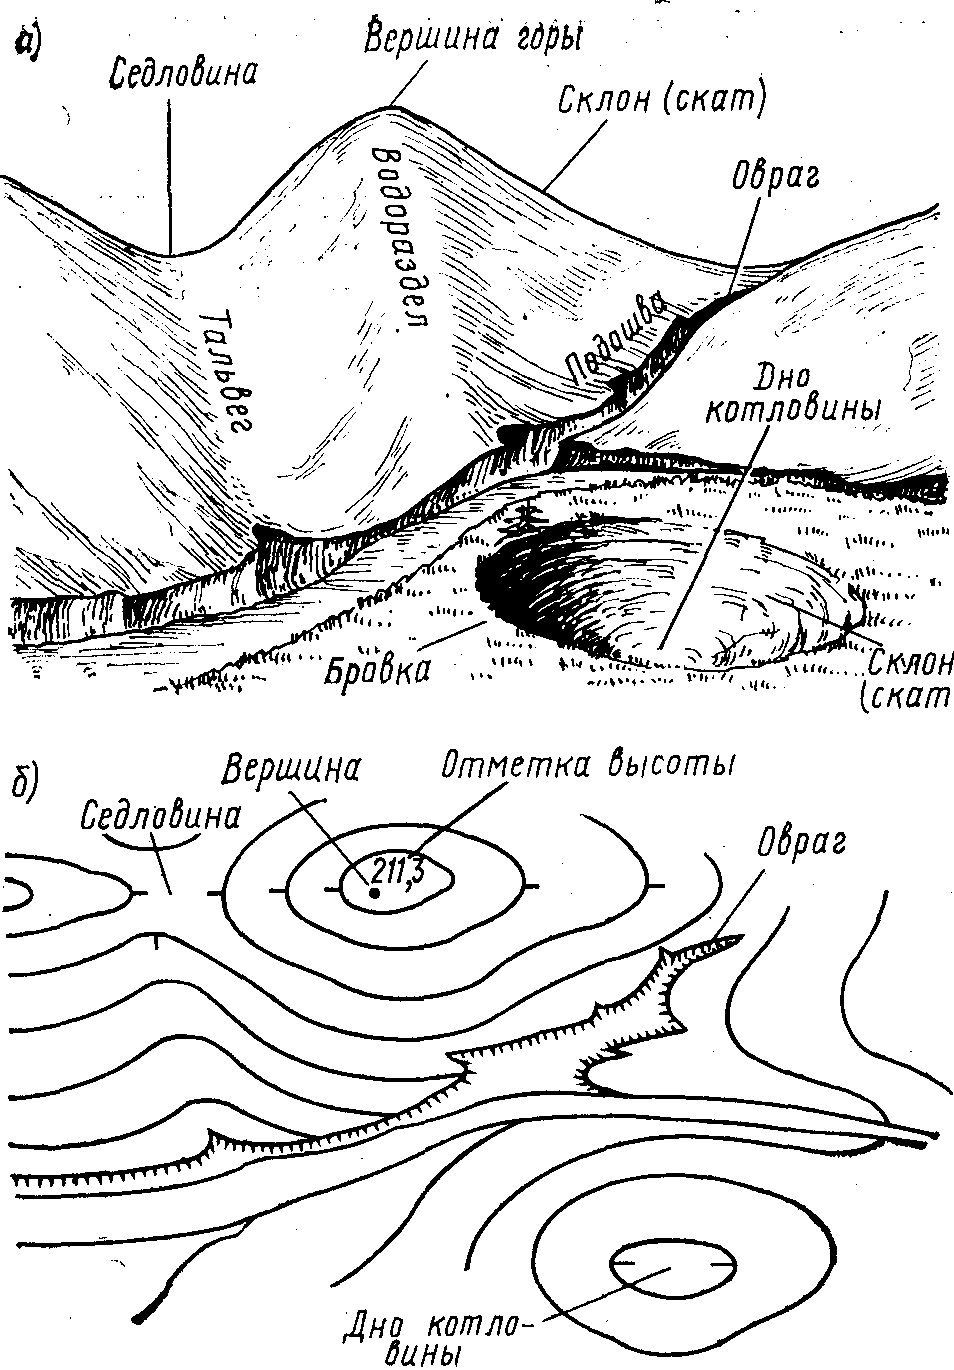 а)
Вершина горы
Седловина
Склон (скат)
Овраг
Водораздел
Тальвег
Подошва
Дно
котловины
Бровка
Склон
(скат
б)
Вершина
Отметка высоты
Седловина
Овраг
211,3
Дно котло-
вины